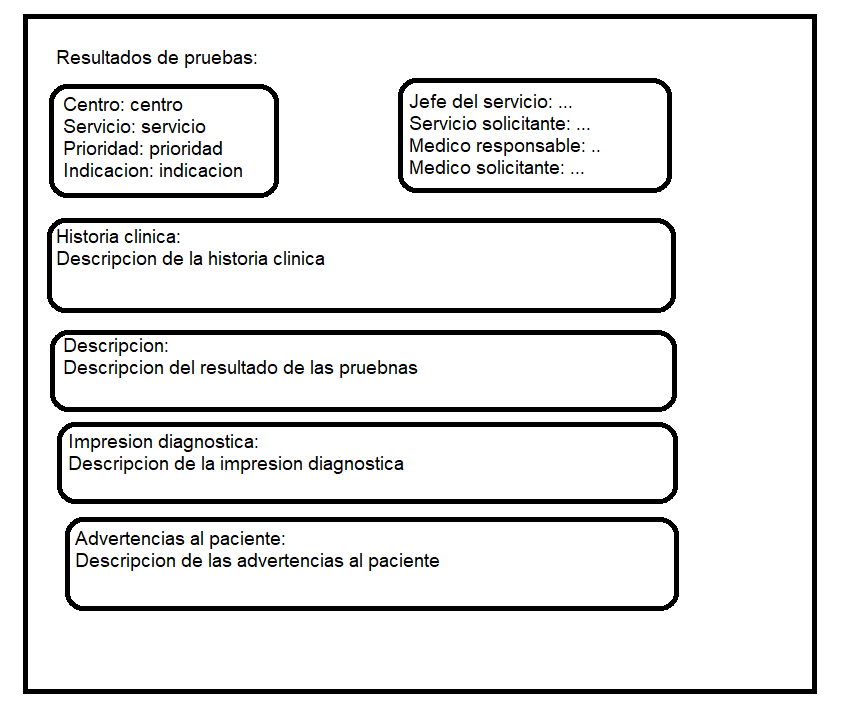 Resultados de pruebas:
Centro: centro
Servicio: servicio
Prioridad: prioridad
Indicacion: indicacion
Jefe del servicio: ...
Servicio solicitante: ...
Medico responsable: ..
Medico solicitante: ...
Historia clinica:
Descripcion de la historia clinica
Descripcion:
Descripcion del resultado de las pruebnas
Impresion diagnostica:
Descripcion de la impresion diagnostica
Advertencias al paciente:
Descripcion de las advertencias al paciente